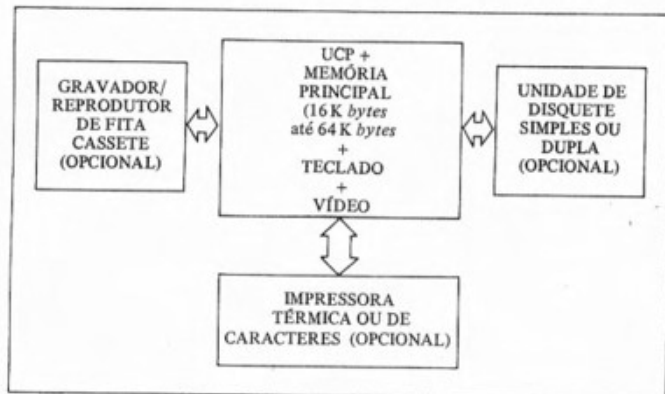 GRAVADOR/
REPRODUTOR
DE FITA
CASSETE
(OPCIONAL)
UCP +
MEMÓRIA
PRINCIPAL
(16 K bytes
até 64 K bytes
+
TECLADO
+
VÍDEO
UNIDADE DE
DISQUETE
SIMPLES OU
DUPLA
(OPCIONAL)
IMPRESSORA
TÉRMICA OU DE
CARACTERES (OPCIONAL)